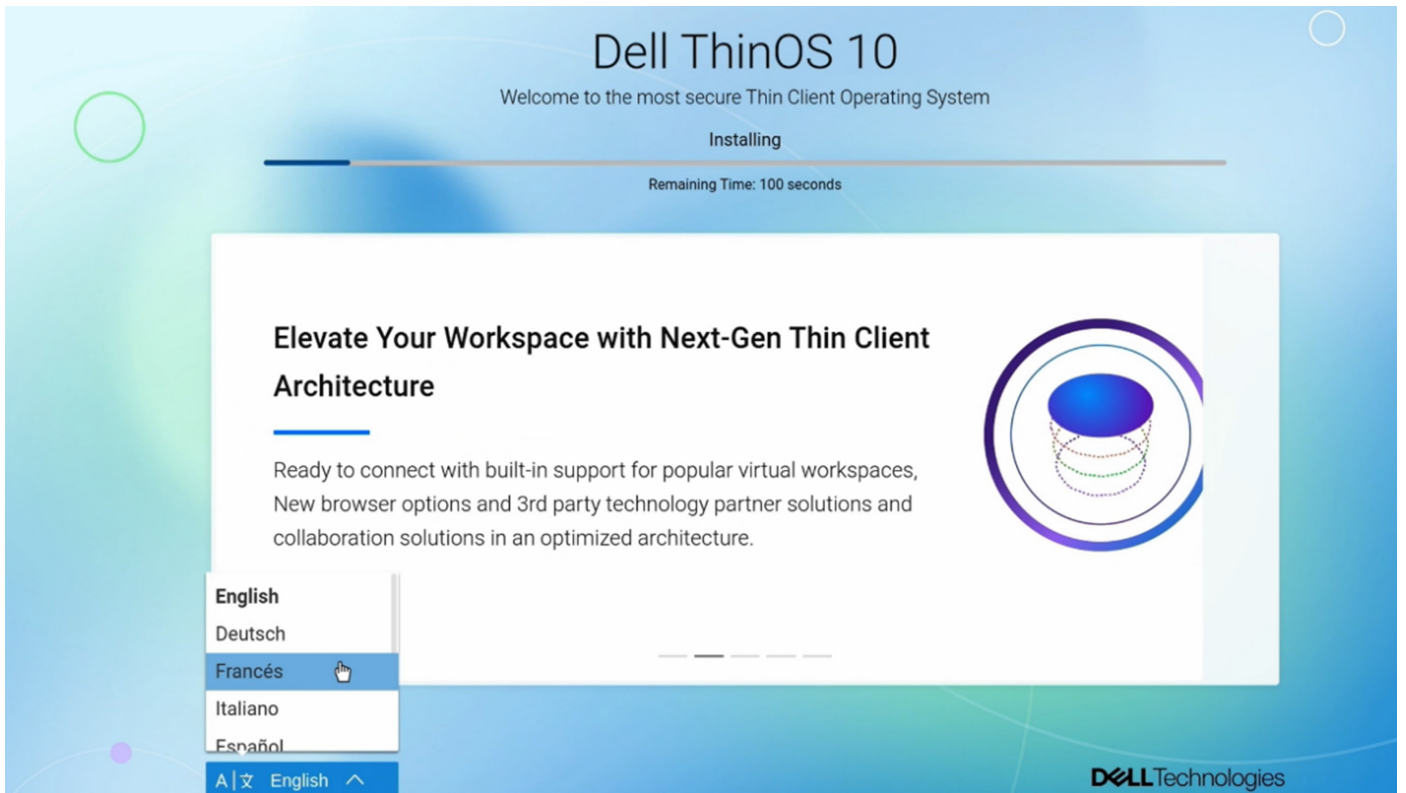 Dell ThinOS 10
Welcome to the most secure Thin Client Operating System
Installing
Remaining Time: 100 seconds
Elevate Your Workspace with Next-Gen Thin Client
Architecture
Ready to connect with built-in support for popular virtual workspaces,
New browser options and 3rd party technology partner solutions and
collaboration solutions in an optimized architecture.
English
Deutsch
Francés
Italiano
Español
A|文 English
DELLTechnologies